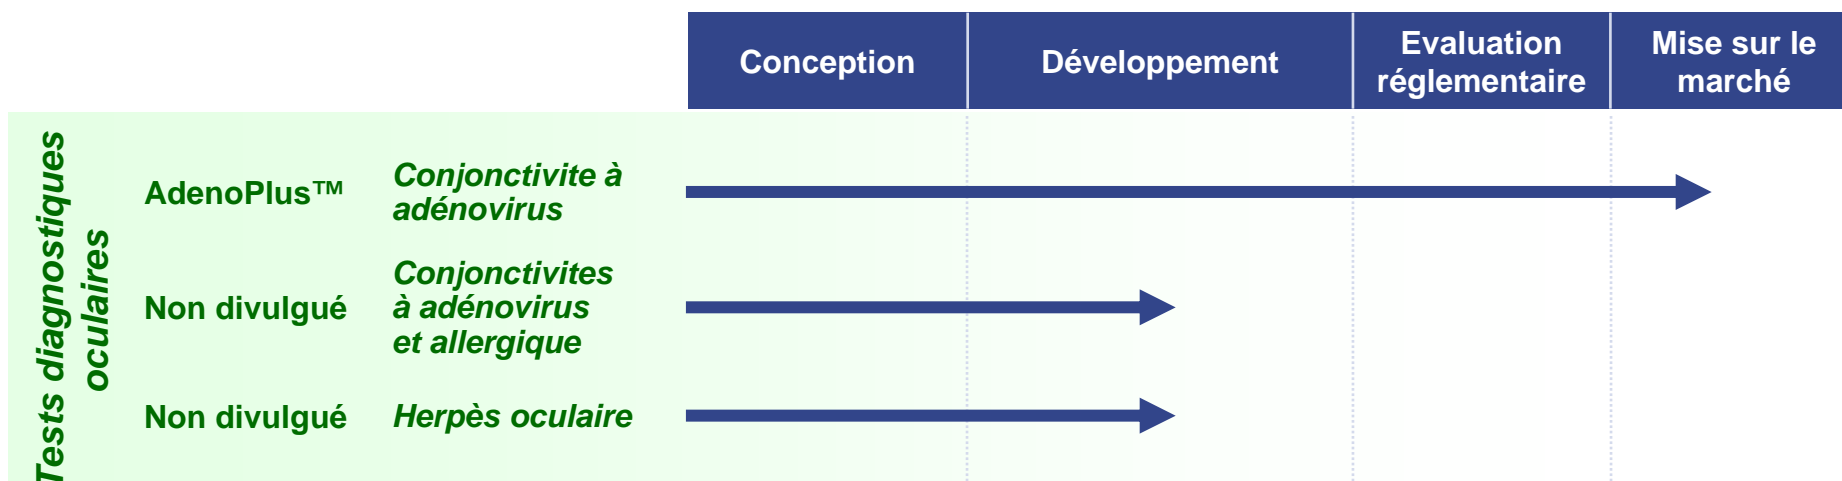 Conception
Développement
Evaluation
réglementaire
Mise sur le
marché
Tests diagnostiques
oculaires
AdenoPlus™
Conjonctivite à
adénovirus
Non divulgué
Conjonctivites
à adénovirus
et allergique
Non divulgué
Herpès oculaire